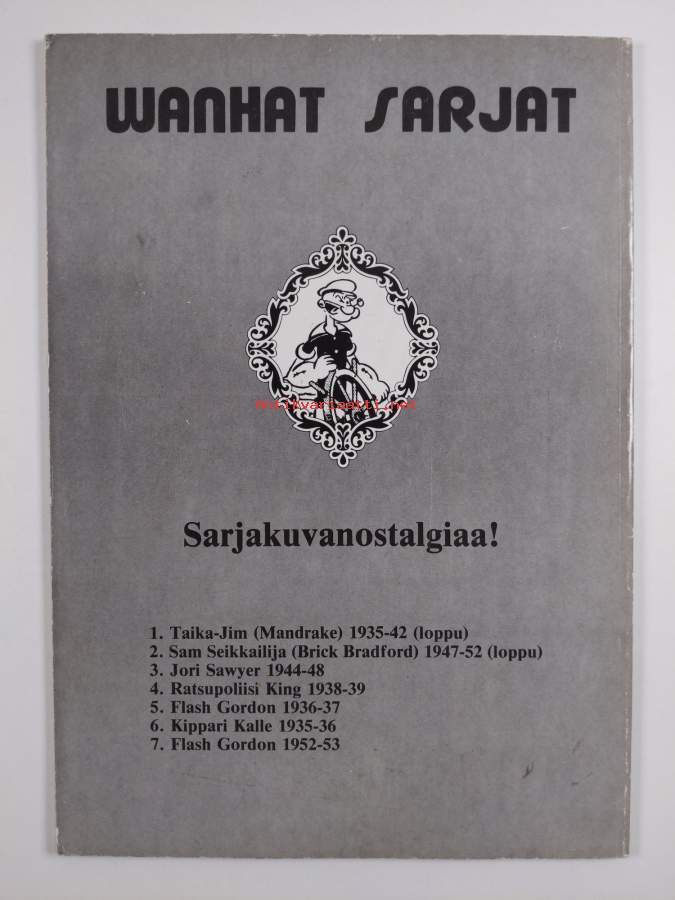 WANHAT SARJAT
antikvariaatti.net
Sarjakuvanostalgiaa!
1. Taika-Jim (Mandrake) 1935-42 (loppu)
2. Sam Seikkailija (Brick Bradford) 1947-52 (loppu)
3. Jori Sawyer 1944-48
4. Ratsupoliisi King 1938-39
5. Flash Gordon 1936-37
6. Kippari Kalle 1935-36
7. Flash Gordon 1952-53